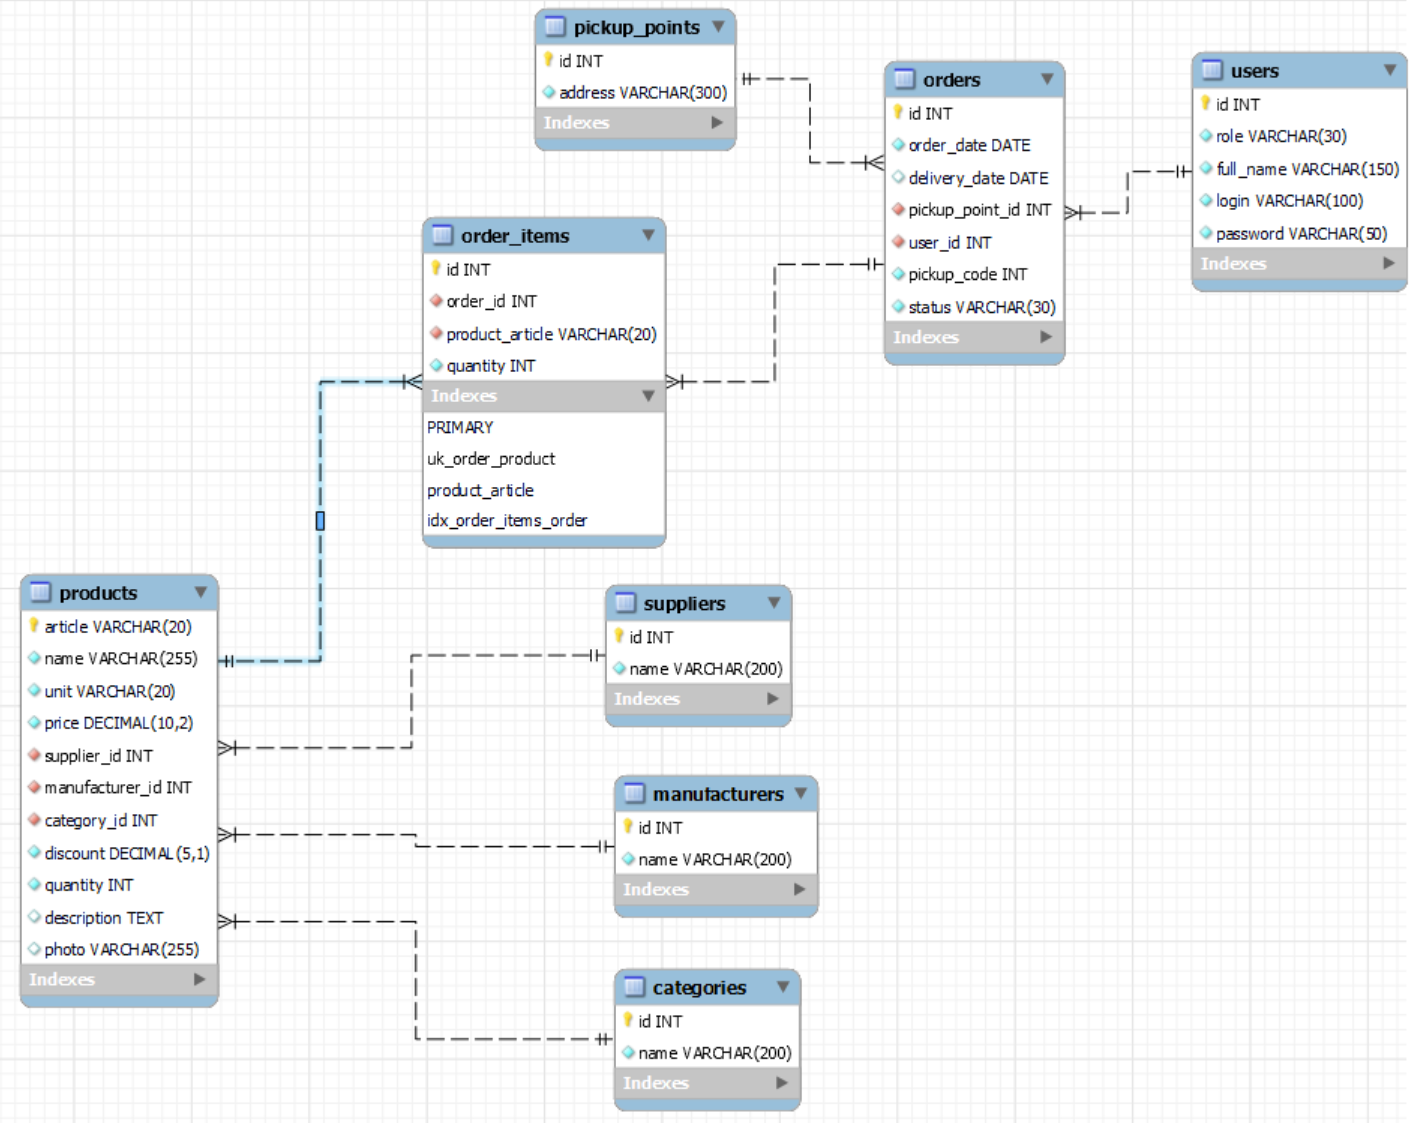 pickup_points
id INT
address VARCHAR(300)
Indexes
orders
id INT
order_date DATE
delivery_date DATE
pickup_point_id INT
user_id INT
pickup_code INT
status VARCHAR(30)
Indexes
users
id INT
role VARCHAR(30)
full_name VARCHAR(150)
login VARCHAR(100)
password VARCHAR(50)
Indexes
order_items
id INT
order_id INT
product_article VARCHAR(20)
quantity INT
Indexes
PRIMARY
uk_order_product
product_article
idx_order_items_order
products
article VARCHAR(20)
name VARCHAR(255)
unit VARCHAR(20)
price DECIMAL(10,2)
supplier_id INT
manufacturer_id INT
category_id INT
discount DECIMAL(5,1)
quantity INT
description TEXT
photo VARCHAR(255)
Indexes
suppliers
id INT
name VARCHAR(200)
Indexes
manufacturers
id INT
name VARCHAR(200)
Indexes
categories
id INT
name VARCHAR(200)
Indexes